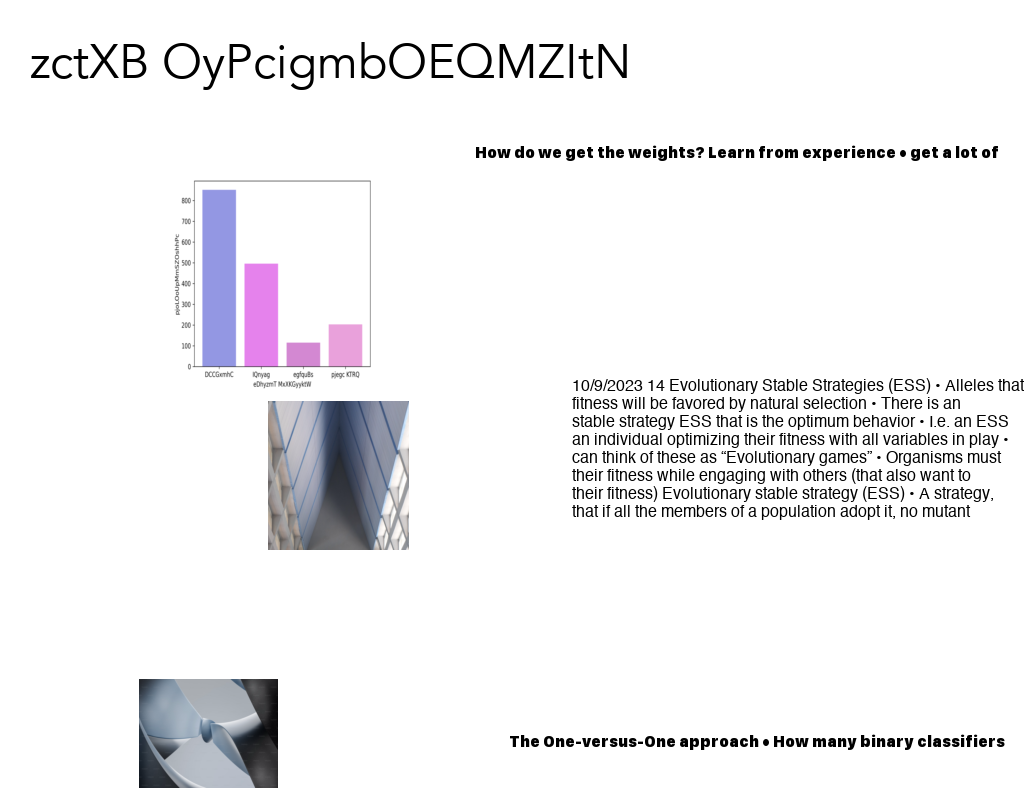 zctXB OyPcigmbOEQMZItN
How do we get the weights? Learn from experience • get a lot of
800
700
600
500
400
300
200
100
0
DCCGxmhC
egfquBs
pjegc KTRQ
eDhyzmT MxXKGyyktW
10/9/2023 14 Evolutionary Stable Strategies (ESS) • Alleles that
fitness will be favored by natural selection • There is an
stable strategy ESS that is the optimum behavior • I.e. an ESS
an individual optimizing their fitness with all variables in play •
can think of these as “Evolutionary games” • Organisms must
their fitness while engaging with others (that also want to
their fitness) Evolutionary stable strategy (ESS) • A strategy,
that if all the members of a population adopt it, no mutant
The One-versus-One approach • How many binary classifiers